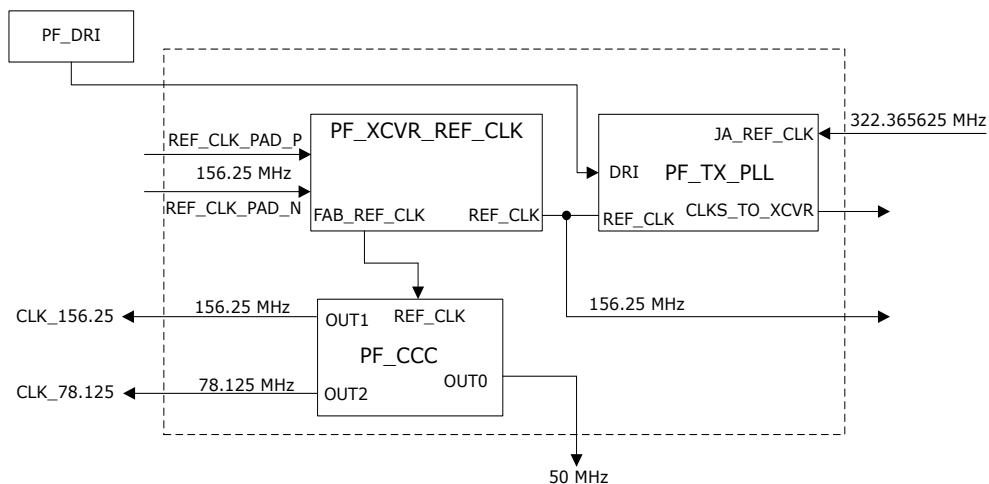 PF_DRI
REF_CLK_PAD_P
156.25 MHz
REF_CLK_PAD_N
PF_XCVR_REF_CLK
FAB_REF_CLK
REF_CLK
JA_REF_CLK
322.365625 MHz
DRI
PF_TX_PLL
REF_CLK
CLKS_TO_XCVR
CLK_156.25
156.25 MHz
OUT1
REF_CLK
156.25 MHz
PF_CCC
CLK_78.125
78.125 MHz
OUT2
OUT0
50 MHz